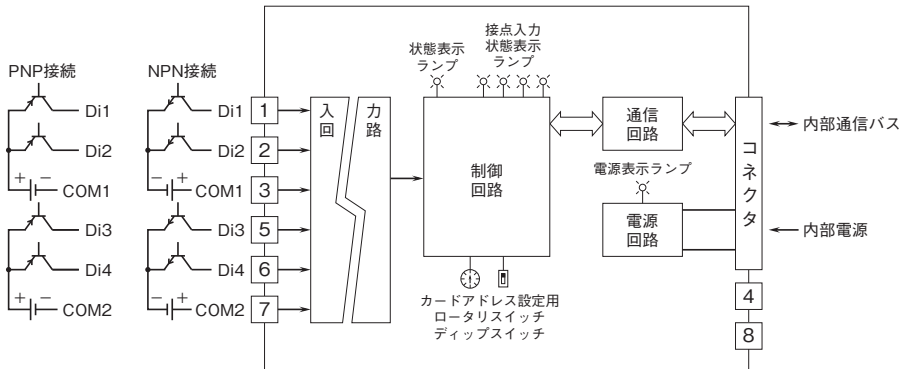 状態表示
ランプ
接点入力
状態表示
ランプ
PNP接続
NPN接続
Di1
Di1
1
Di2
Di2
2
+ −
COM1
− +
COM1
3
Di3
Di3
5
Di4
Di4
6
+ −
COM2
− +
COM2
7
入力
回路
制御
回路
通信
回路
コネクタ
内部通信バス
電源表示ランプ
電源
回路
内部電源
カードアドレス設定用
ロータリスイッチ
ディップスイッチ
4
8